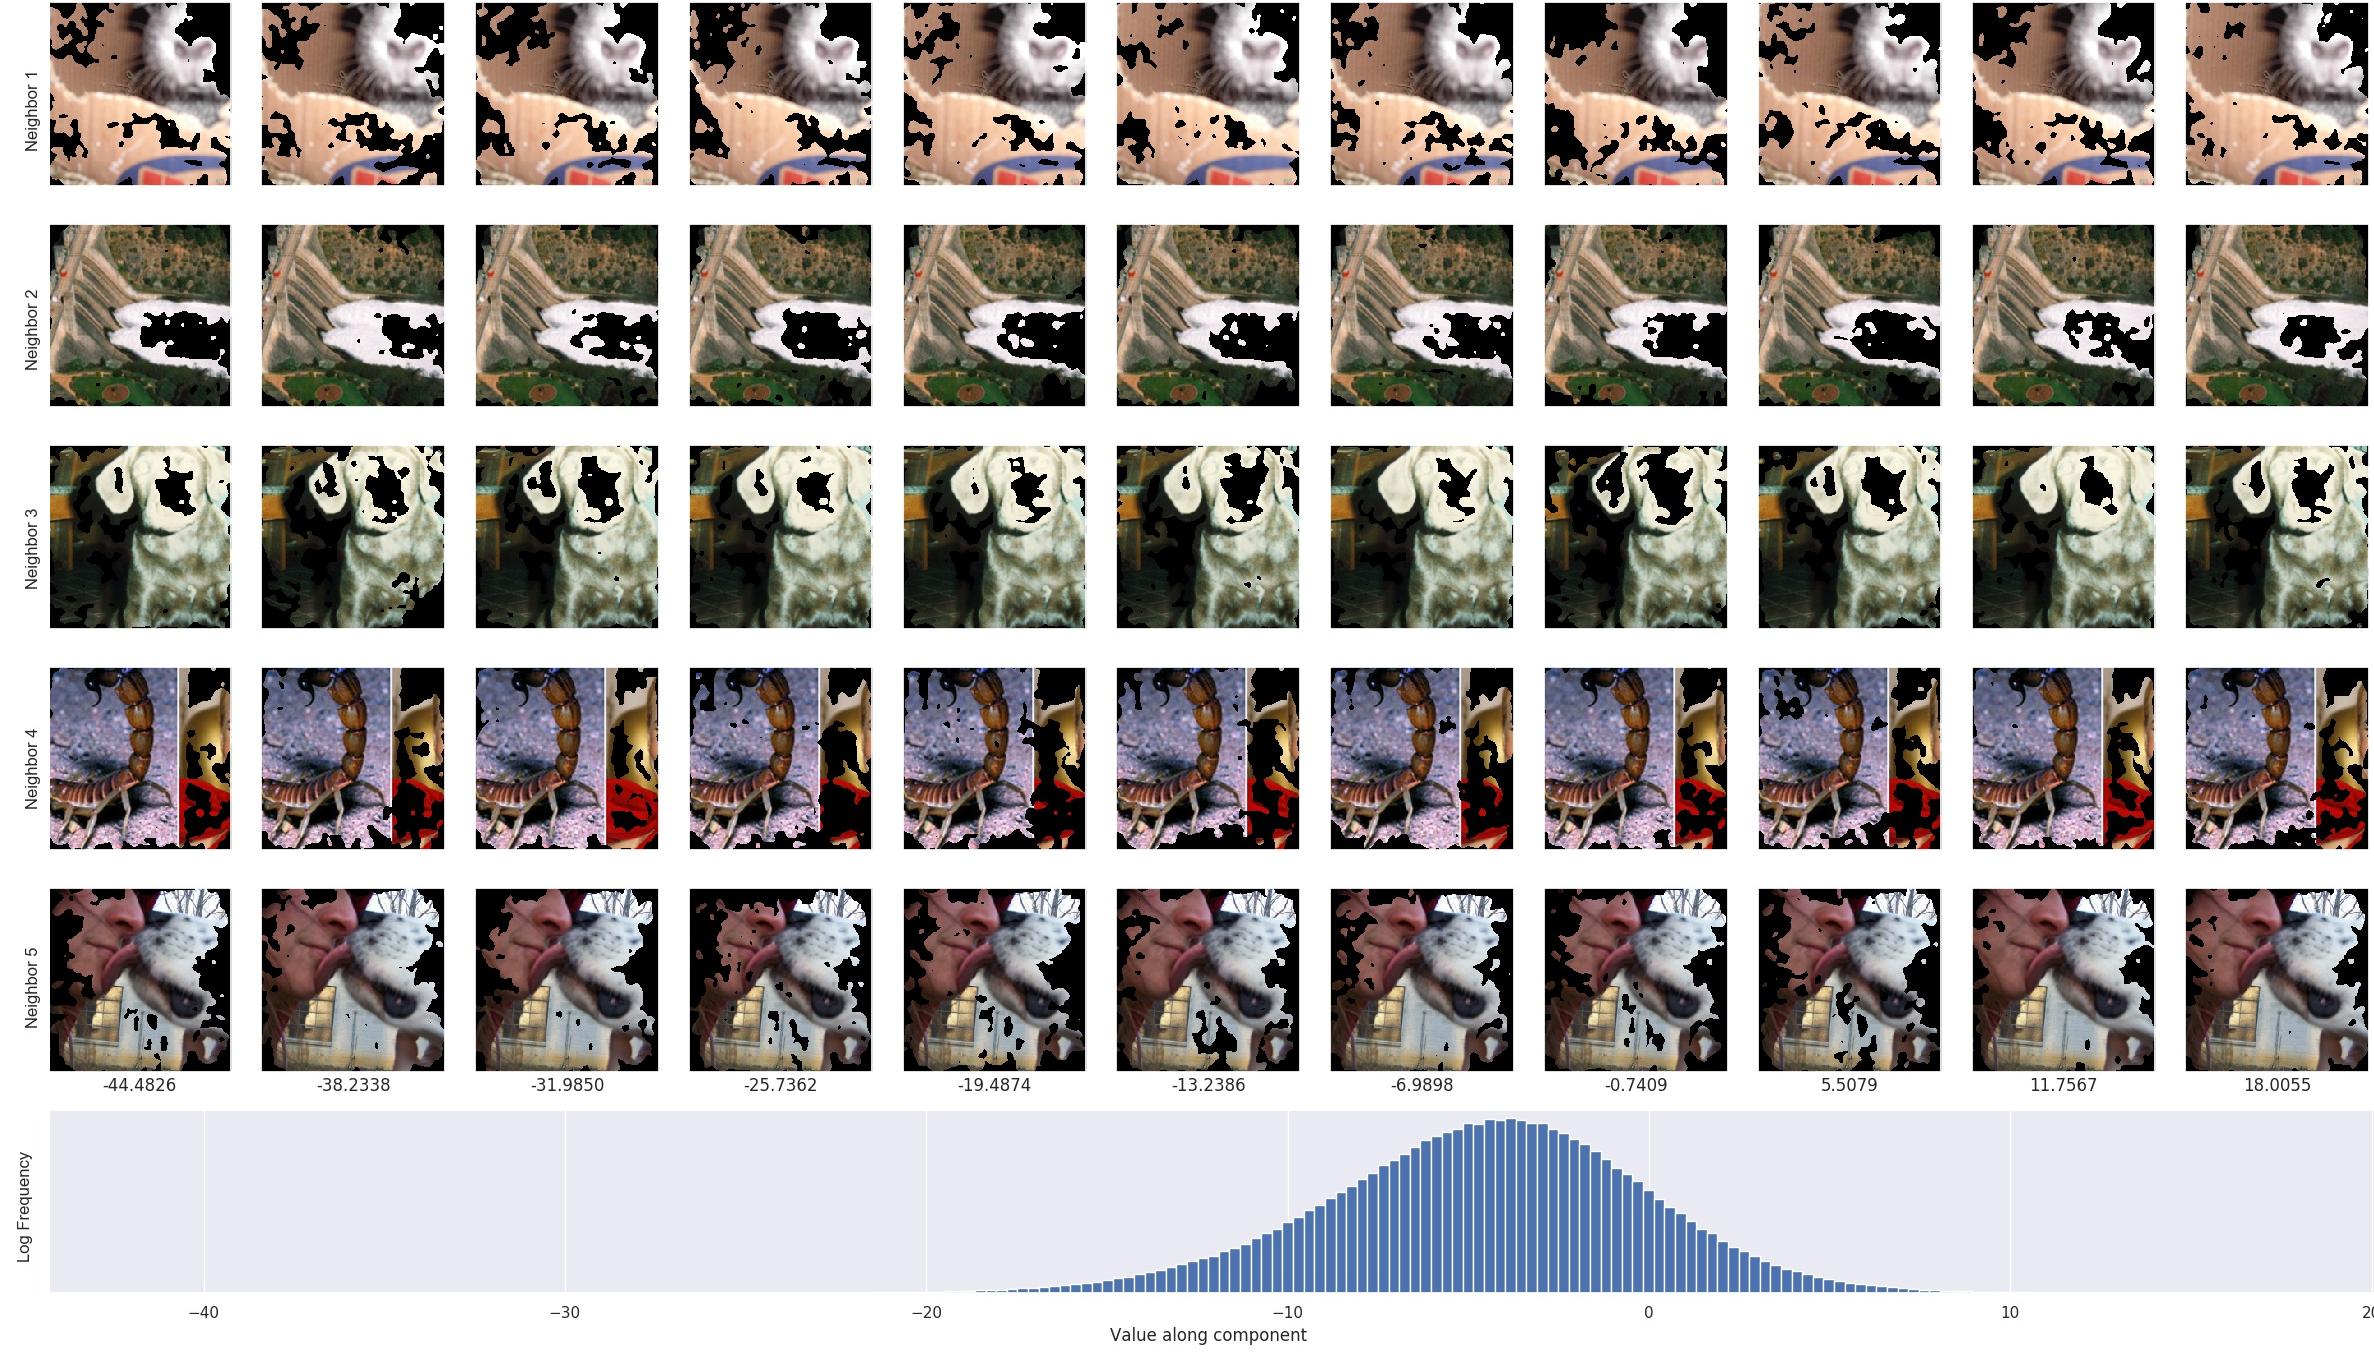 Neighbor 1
Neighbor 2
Neighbor 3
Neighbor 4
Neighbor 5
-44.4826 -38.2338 -31.9850 -25.7362 -19.4874 -13.2386 -6.9898 -0.7409 5.5079 11.7567 18.0055
Log Frequency
−40 −30 −20 −10 0 10 20
Value along component